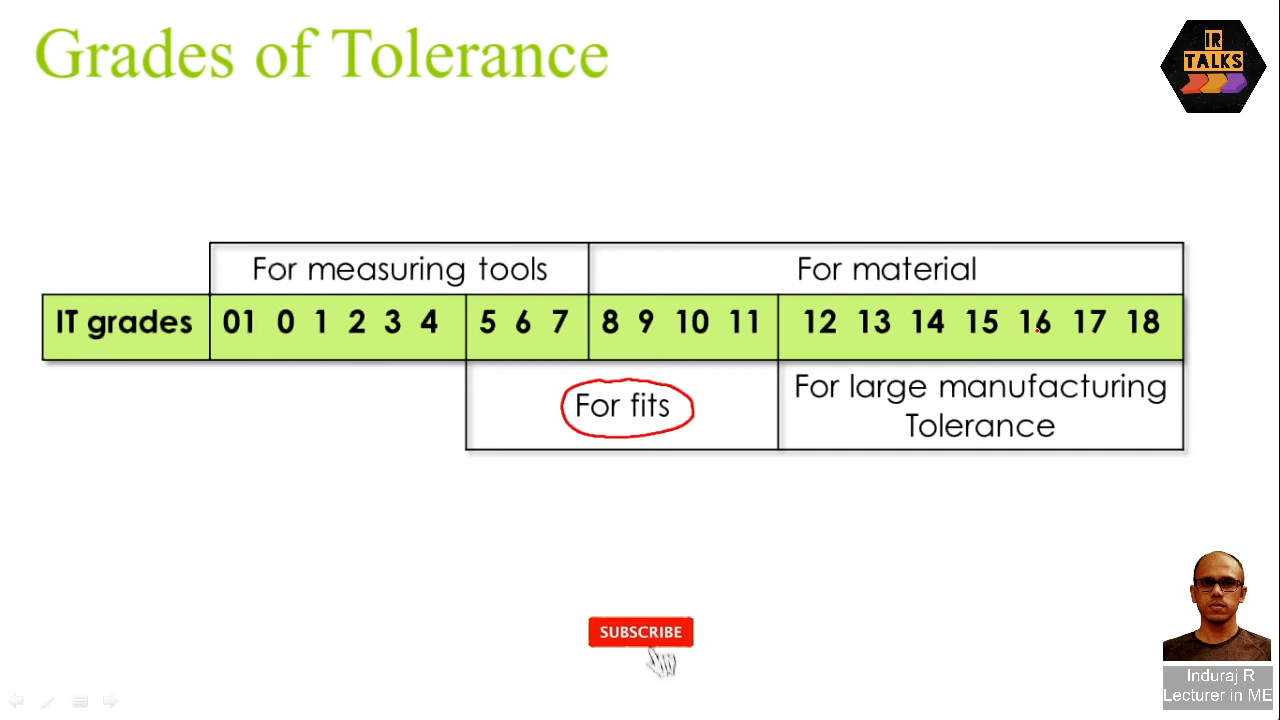 Grades of Tolerance
IR
TALKS
For measuring tools
For material
IT grades 01 0 1 2 3 4 5 6 7 8 9 10 11 12 13 14 15 16 17 18
For fits
For large manufacturing
Tolerance
SUBSCRIBE
Induraj R
Lecturer in ME